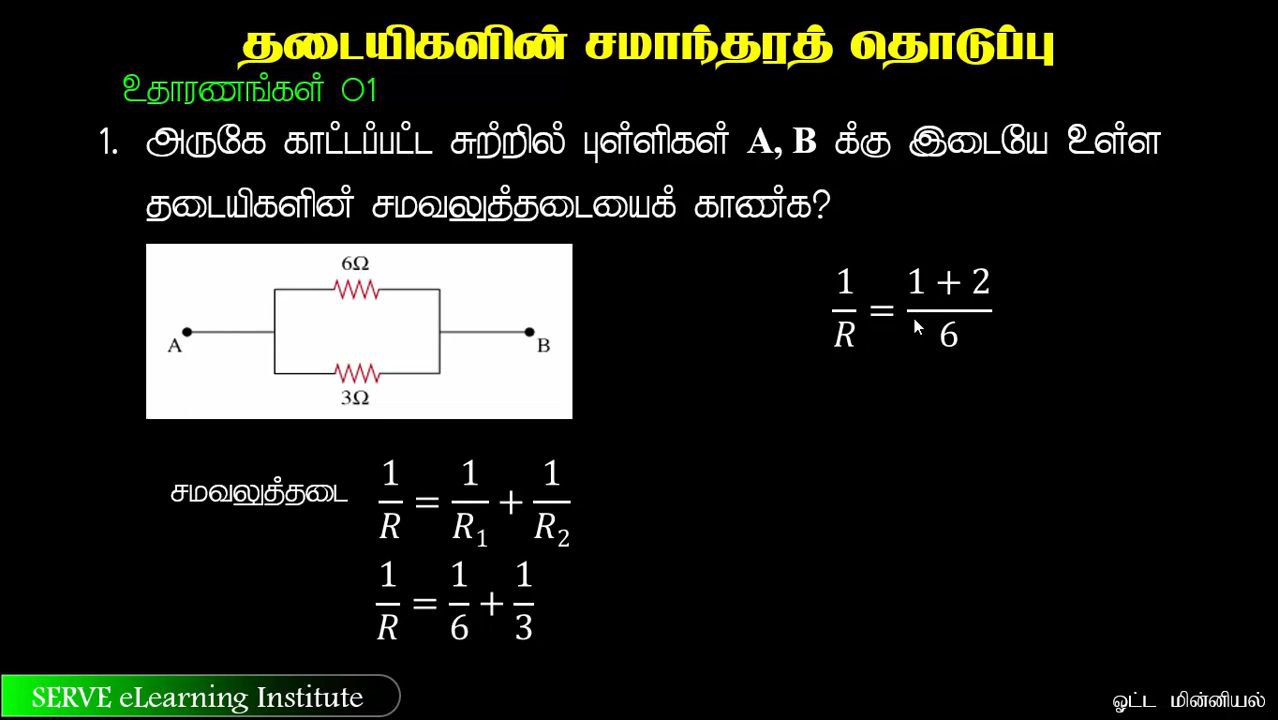 தடையிகளின் சமாந்தரத் தொடுப்பு
உதாரணங்கள் 01
1. அருகே காட்டப்பட்ட சுற்றில் புள்ளிகள் A, B க்கு இடையே உள்ள
தடையிகளின் சமவலுத்தடையைக் காண்க?
6Ω
A
B
3Ω
1/R = (1 + 2)/6
சமவலுத்தடை 1/R = 1/R₁ + 1/R₂
1/R = 1/6 + 1/3
SERVE eLearning Institute
ஓட்ட மின்னியல்